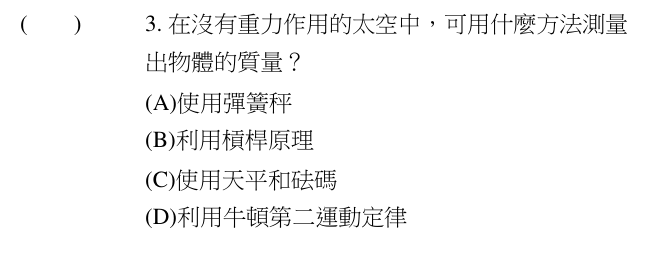 (　　) 3. 在沒有重力作用的太空中，可用什麼方法測量
出物體的質量？
(A)使用彈簧秤
(B)利用槓桿原理
(C)使用天平和砝碼
(D)利用牛頓第二運動定律